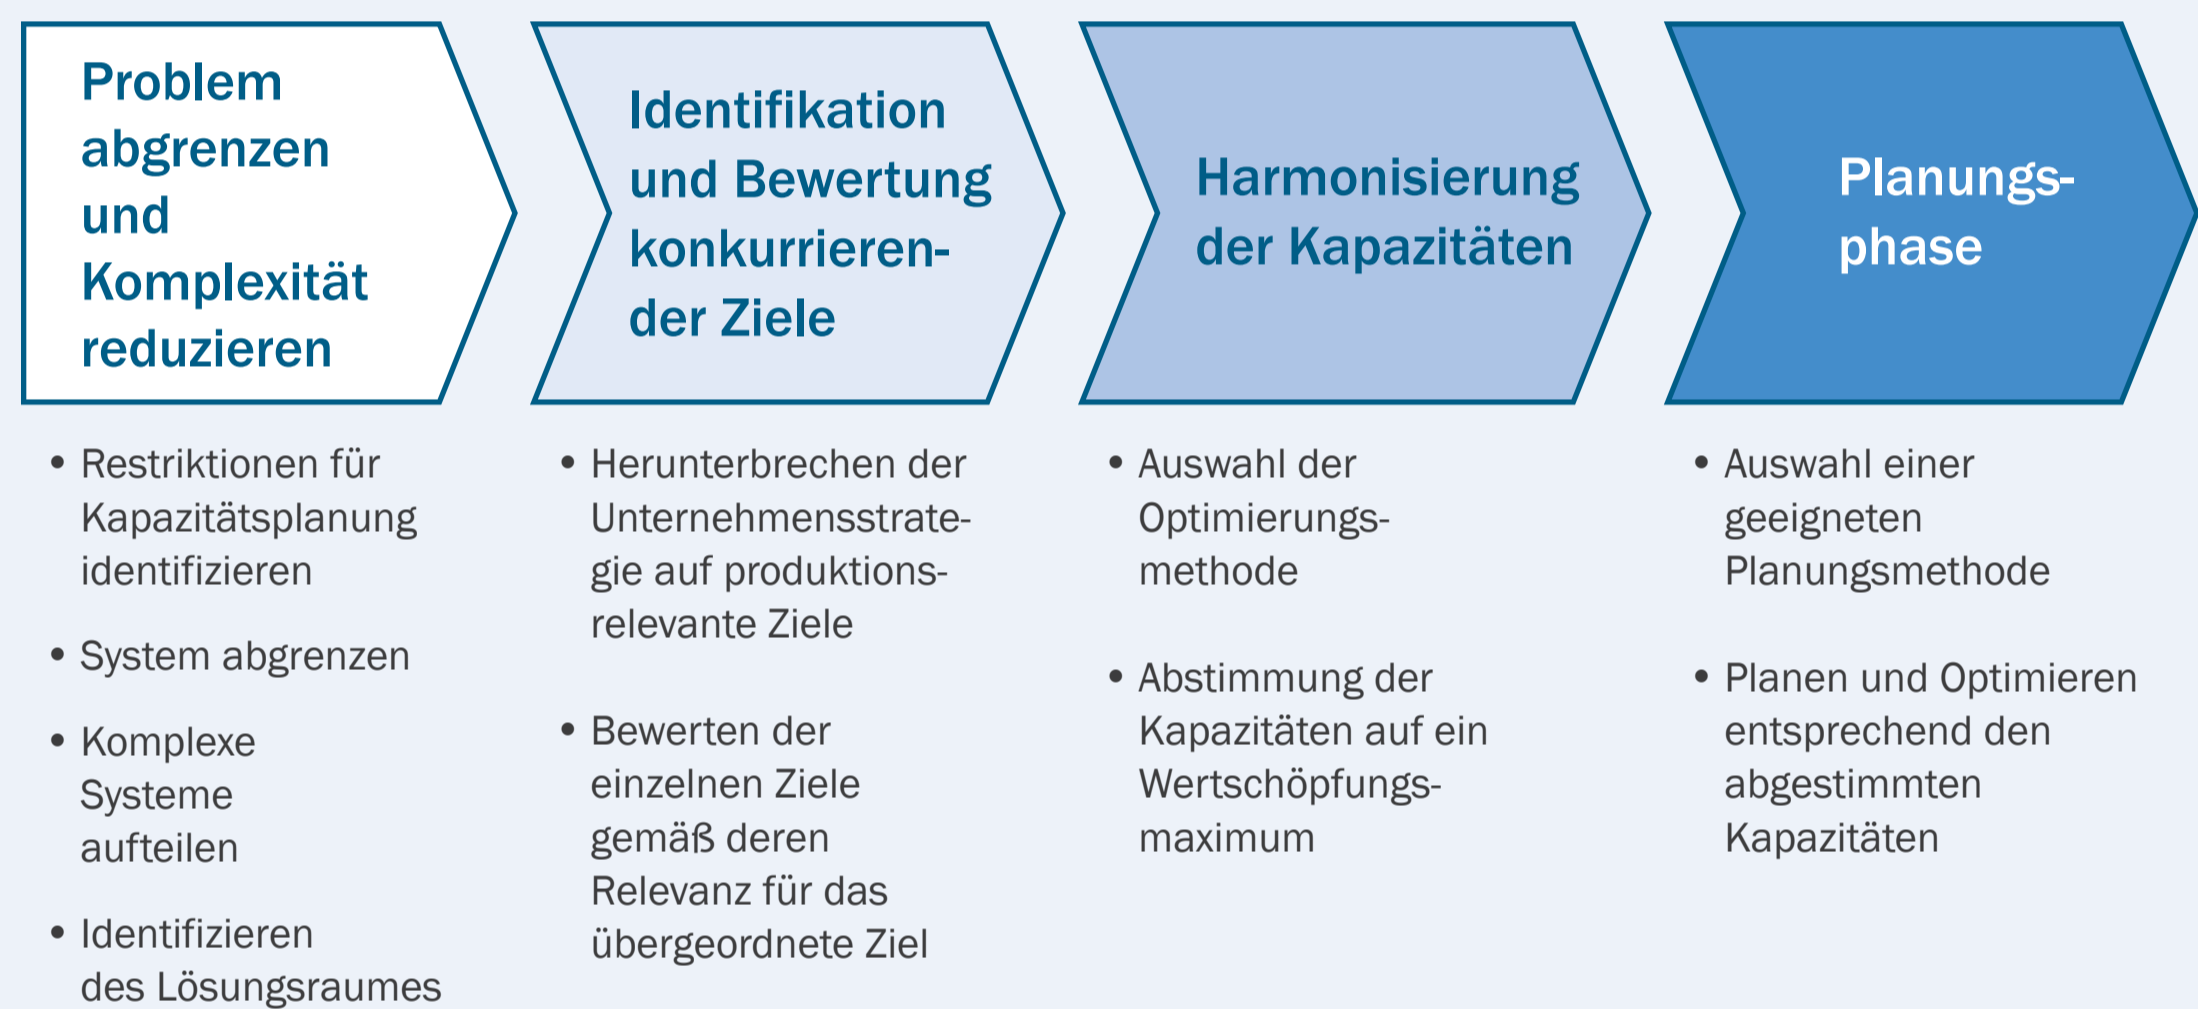 Problem
abgrenzen
und
Komplexität
reduzieren
Identifikation
und Bewertung
konkurrieren-
der Ziele
Harmonisierung
der Kapazitäten
Planungs-
phase
• Restriktionen für
Kapazitätsplanung
identifizieren
• System abgrenzen
• Komplexe
Systeme
aufteilen
• Identifizieren
des Lösungsraumes
• Herunterbrechen der
Unternehmensstrate-
gie auf produktions-
relevante Ziele
• Bewerten der
einzelnen Ziele
gemäß deren
Relevanz für das
übergeordnete Ziel
• Auswahl der
Optimierungs-
methode
• Abstimmung der
Kapazitäten auf ein
Wertschöpfungs-
maximum
• Auswahl einer
geeigneten
Planungsmethode
• Planen und Optimieren
entsprechend den
abgestimmten
Kapazitäten